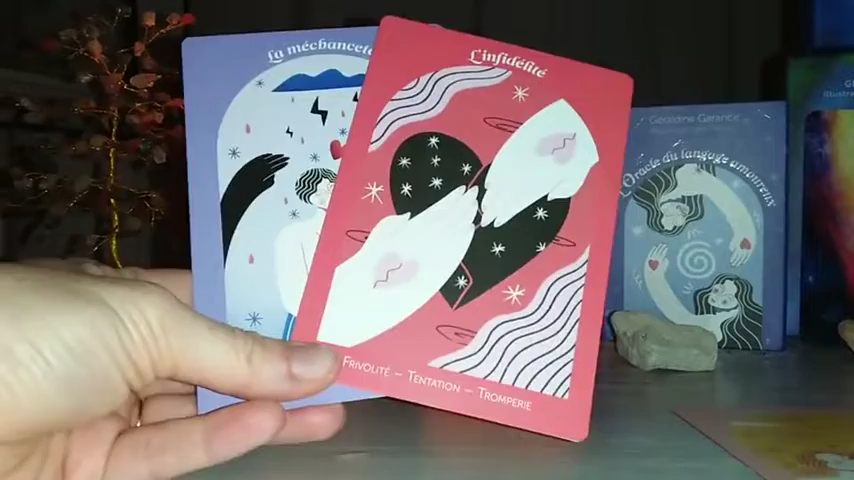 La méchanceté
L'infidélité
Frivolité – Tentation – Tromperie
Géraldine Garance
Oracle du langage amoureux